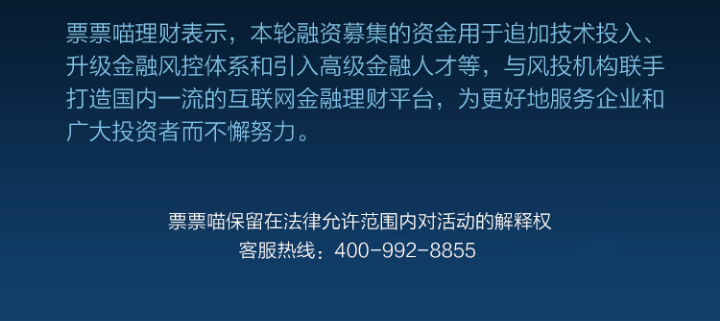 票票喵理财表示，本轮融资募集的资金用于追加技术投入、
升级金融风控体系和引入高级金融人才等，与风投机构联手
打造国内一流的互联网金融理财平台，为更好地服务企业和
广大投资者而不懈努力。
票票喵保留在法律允许范围内对活动的解释权
客服热线：400-992-8855